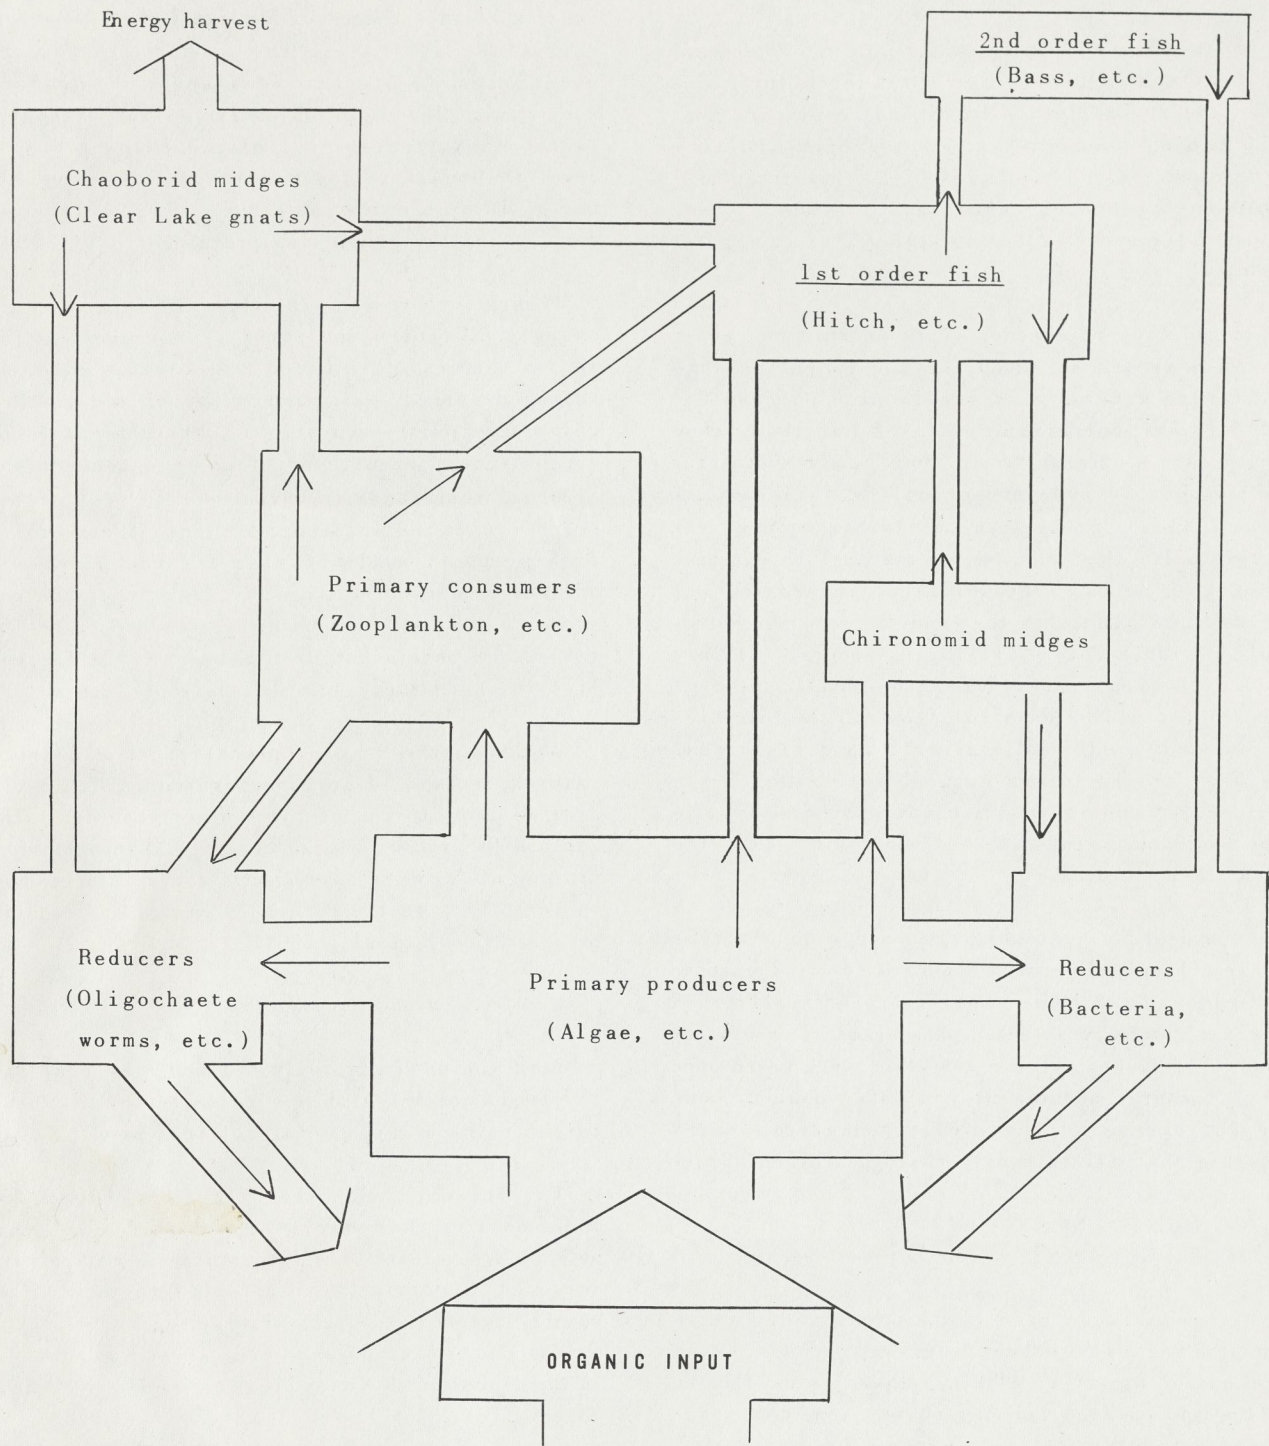 Energy harvest
2nd order fish
(Bass, etc.)
Chaoborid midges
(Clear Lake gnats)
1st order fish
(Hitch, etc.)
Primary consumers
(Zooplankton, etc.)
Chironomid midges
Reducers
(Oligochaete
worms, etc.)
Primary producers
(Algae, etc.)
Reducers
(Bacteria,
etc.)
ORGANIC INPUT